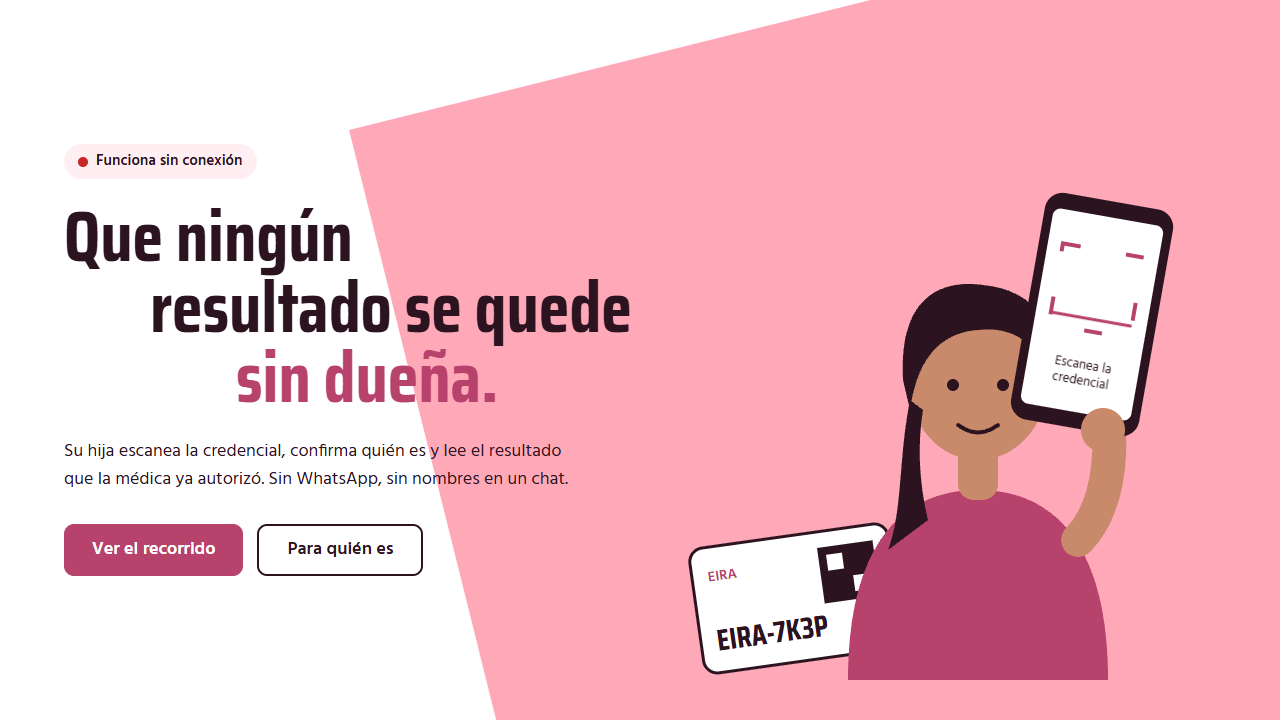 Funciona sin conexión
Que ningún
resultado se quede
sin dueña.
Su hija escanea la credencial, confirma quién es y lee el resultado
que la médica ya autorizó. Sin WhatsApp, sin nombres en un chat.
Ver el recorrido
Para quién es
Escanea la
credencial
EIRA
EIRA-7K3P